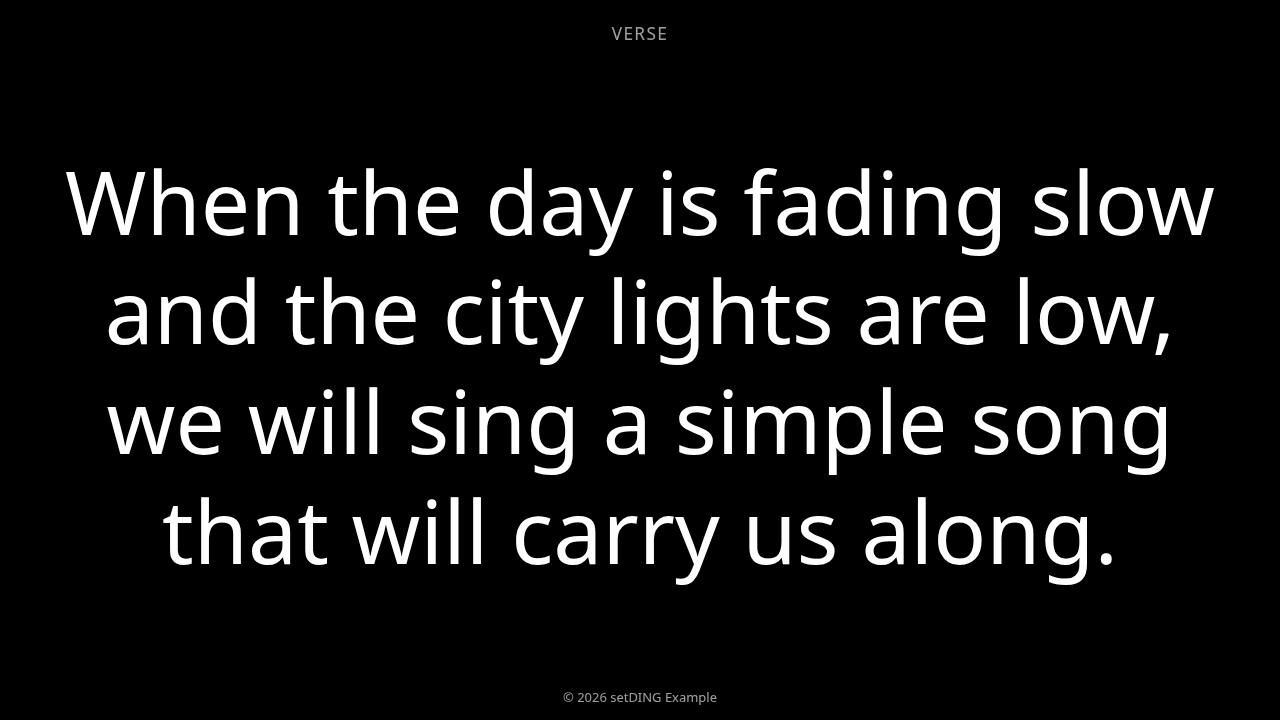 VERSE
When the day is fading slow
and the city lights are low,
we will sing a simple song
that will carry us along.
© 2026 setDING Example